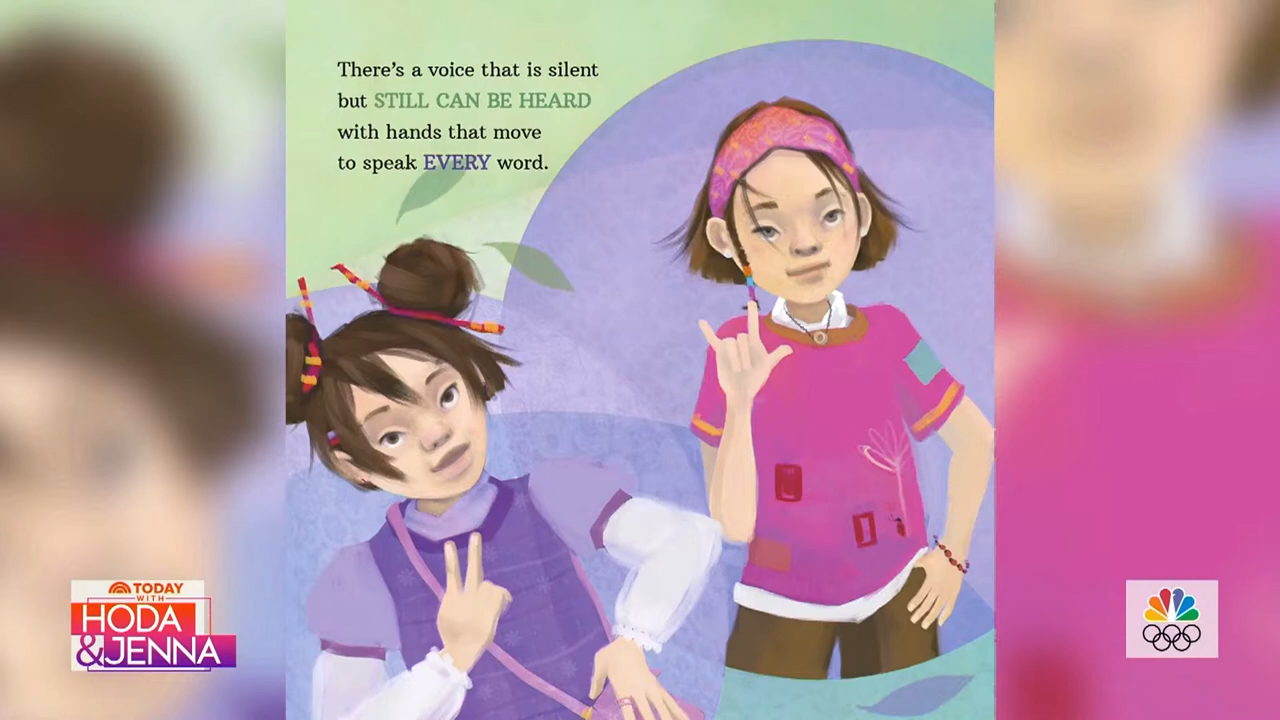 There's a voice that is silent
but STILL CAN BE HEARD
with hands that move
to speak EVERY word.
TODAY
WITH
HODA
&JENNA